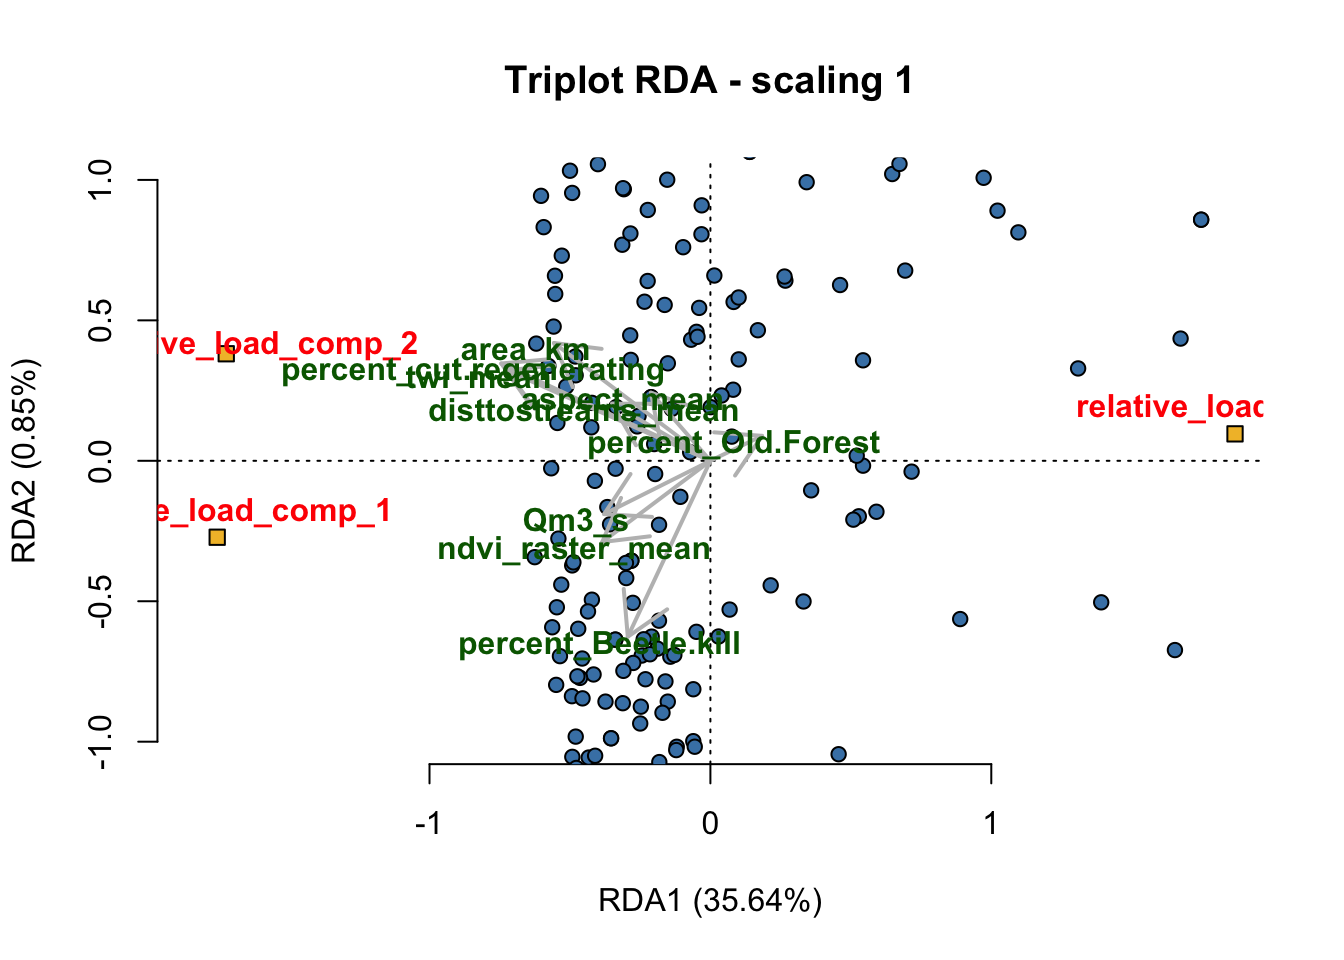 Triplot RDA - scaling 1
1.0
0.5
0.0
-0.5
-1.0
RDA2 (0.85%)
ve_load_comp_2
area_km
percent_cut.regenerating
twi_mean
aspect_mean
disttostreams_mean
relative_load
percent_Old.Forest
e_load_comp_1
Qm3_s
ndvi_raster_mean
percent_Beetle.kill
-1
0
1
RDA1 (35.64%)